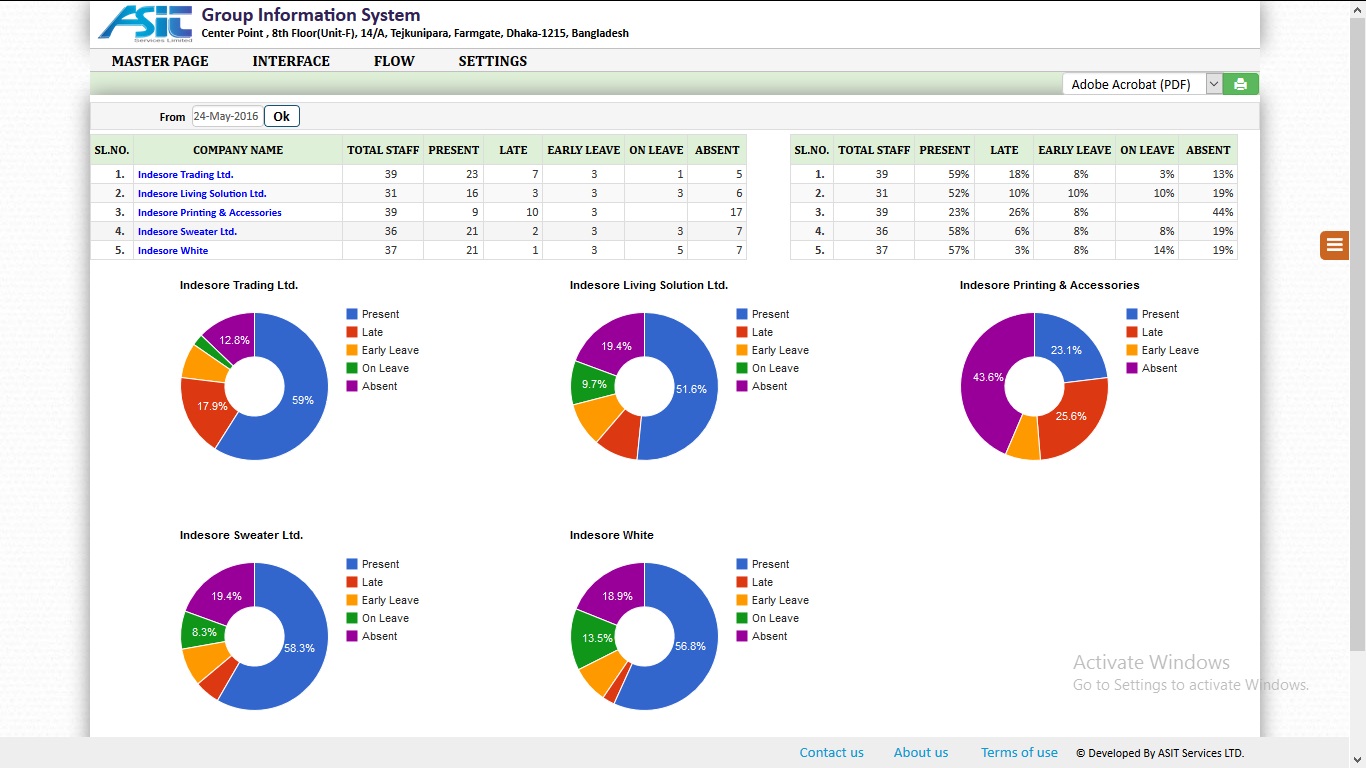 ASIT
Services Limited
Group Information System
Center Point , 8th Floor(Unit-F), 14/A, Tejkunipara, Farmgate, Dhaka-1215, Bangladesh
MASTER PAGE INTERFACE FLOW SETTINGS
Adobe Acrobat (PDF)
From 24-May-2016 Ok
SL.NO. COMPANY NAME TOTAL STAFF PRESENT LATE EARLY LEAVE ON LEAVE ABSENT
1. Indesore Trading Ltd. 39 23 7 3 1 5
2. Indesore Living Solution Ltd. 31 16 3 3 3 6
3. Indesore Printing & Accessories 39 9 10 3 17
4. Indesore Sweater Ltd. 36 21 2 3 3 7
5. Indesore White 37 21 1 3 5 7
SL.NO. TOTAL STAFF PRESENT LATE EARLY LEAVE ON LEAVE ABSENT
1. 39 59% 18% 8% 3% 13%
2. 31 52% 10% 10% 10% 19%
3. 39 23% 26% 8% 44%
4. 36 58% 6% 8% 8% 19%
5. 37 57% 3% 8% 14% 19%
Indesore Trading Ltd.
12.8%
17.9%
59%
Present
Late
Early Leave
On Leave
Absent
Indesore Living Solution Ltd.
19.4%
9.7%
51.6%
Present
Late
Early Leave
On Leave
Absent
Indesore Printing & Accessories
23.1%
43.6%
25.6%
Present
Late
Early Leave
Absent
Indesore Sweater Ltd.
19.4%
8.3%
58.3%
Present
Late
Early Leave
On Leave
Absent
Indesore White
18.9%
13.5%
56.8%
Present
Late
Early Leave
On Leave
Absent
Activate Windows
Go to Settings to activate Windows.
Contact us About us Terms of use © Developed By ASIT Services LTD.